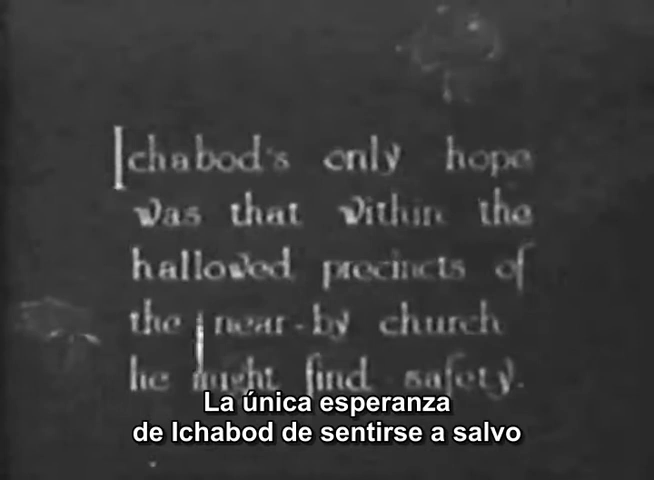 Ichabod's only hope
was that within the
hallowed precincts of
the near-by church
he might find safety.
La única esperanza
de Ichabod de sentirse a salvo